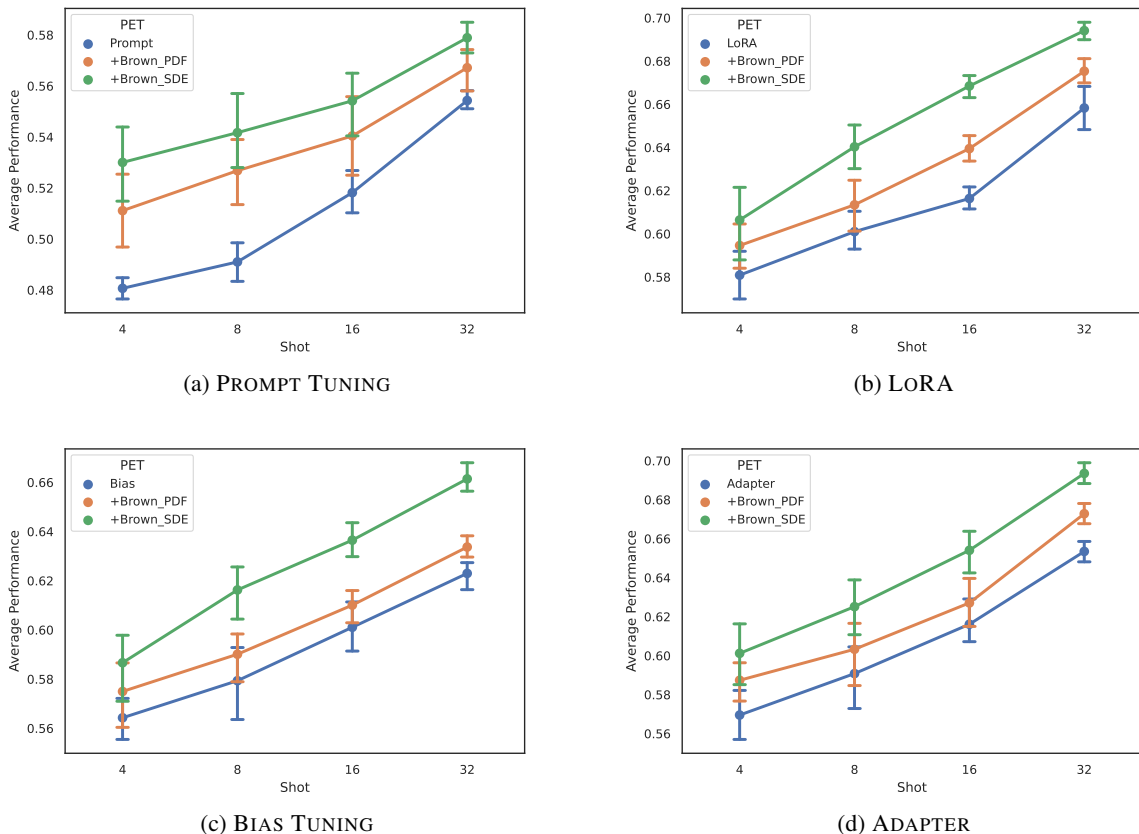 PET
Prompt
+Brown_PDF
+Brown_SDE
0.58
0.56
0.54
0.52
0.50
0.48
Average Performance
4 8 16 32
Shot
(a) PROMPT TUNING
PET
LoRA
+Brown_PDF
+Brown_SDE
0.70
0.68
0.66
0.64
0.62
0.60
0.58
Average Performance
4 8 16 32
Shot
(b) LORA
PET
Bias
+Brown_PDF
+Brown_SDE
0.66
0.64
0.62
0.60
0.58
0.56
Average Performance
4 8 16 32
Shot
(c) BIAS TUNING
PET
Adapter
+Brown_PDF
+Brown_SDE
0.70
0.68
0.66
0.64
0.62
0.60
0.58
0.56
Average Performance
4 8 16 32
Shot
(d) ADAPTER